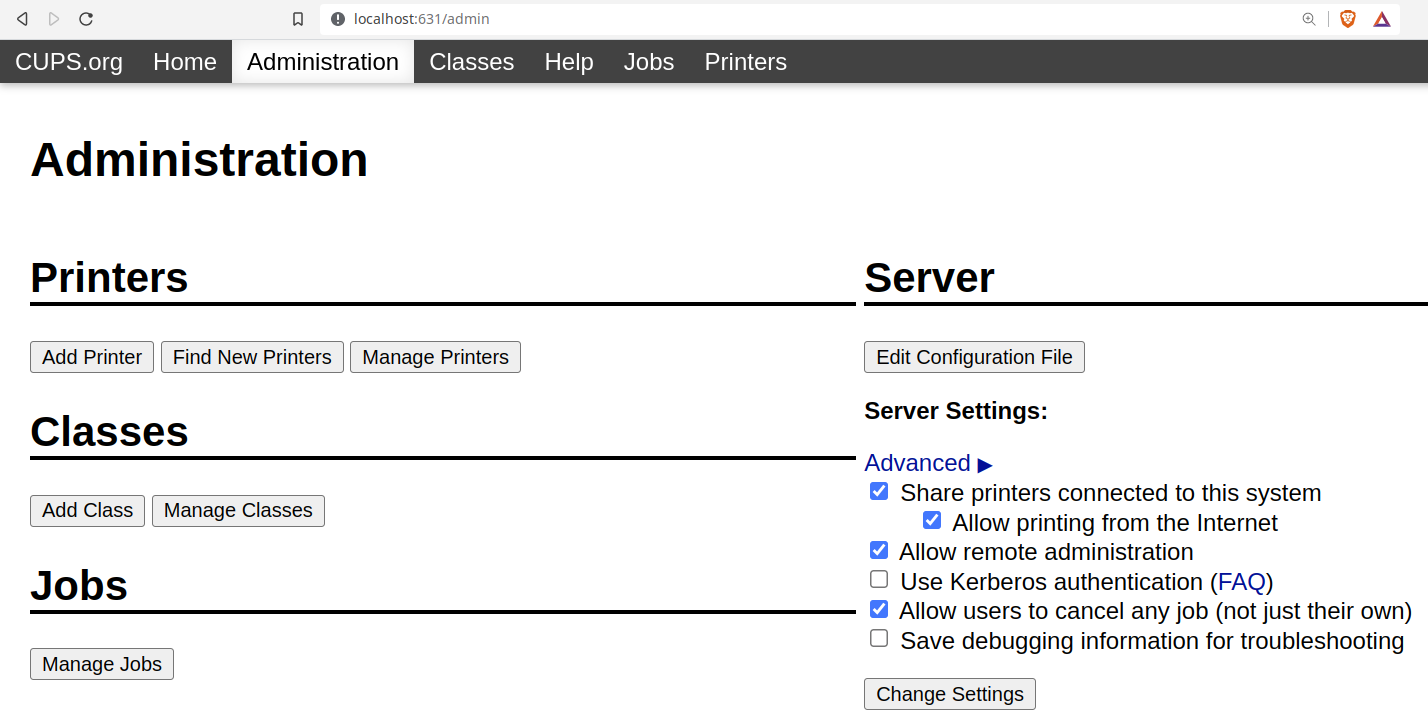 localhost:631/admin
CUPS.org Home Administration Classes Help Jobs Printers
Administration
Printers
Add Printer Find New Printers Manage Printers
Classes
Add Class Manage Classes
Jobs
Manage Jobs
Server
Edit Configuration File
Server Settings:
Advanced ▶
Share printers connected to this system
Allow printing from the Internet
Allow remote administration
Use Kerberos authentication (FAQ)
Allow users to cancel any job (not just their own)
Save debugging information for troubleshooting
Change Settings